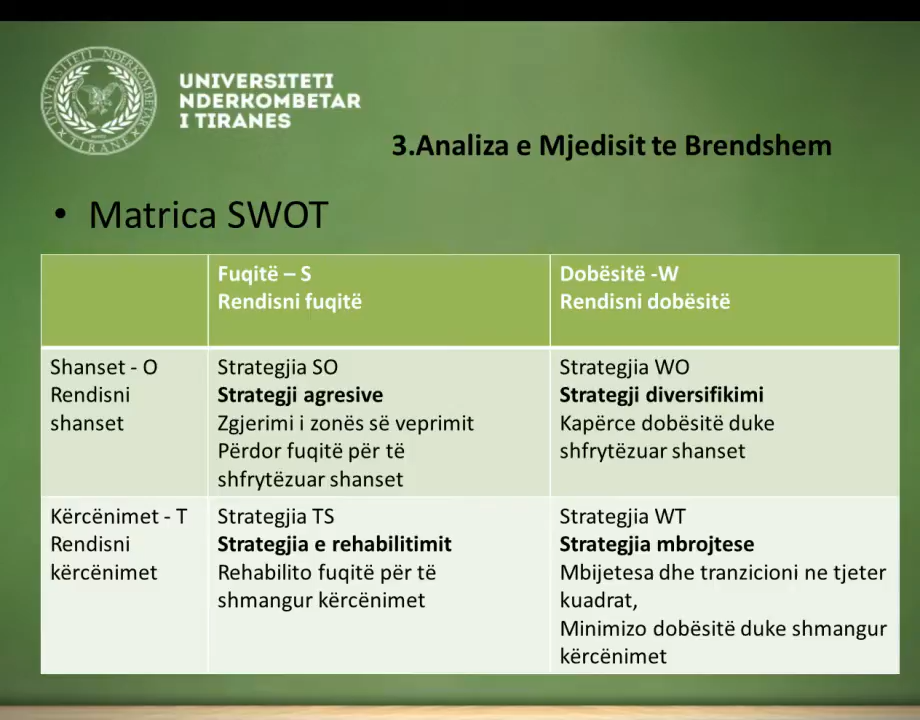 UNIVERSITETI NDERKOMBETAR
TIRANE
UNIVERSITETI
NDERKOMBETAR
I TIRANES
3.Analiza e Mjedisit te Brendshem
• Matrica SWOT
Fuqitë – S
Rendisni fuqitë
Dobësitë -W
Rendisni dobësitë
Shanset - O
Rendisni
shanset
Strategjia SO
Strategji agresive
Zgjerimi i zonës së veprimit
Përdor fuqitë për të
shfrytëzuar shanset
Strategjia WO
Strategji diversifikimi
Kapërce dobësitë duke
shfrytëzuar shanset
Kërcënimet - T
Rendisni
kërcënimet
Strategjia TS
Strategjia e rehabilitimit
Rehabilito fuqitë për të
shmangur kërcënimet
Strategjia WT
Strategjia mbrojtese
Mbijetesa dhe tranzicioni ne tjeter
kuadrat,
Minimizo dobësitë duke shmangur
kërcënimet